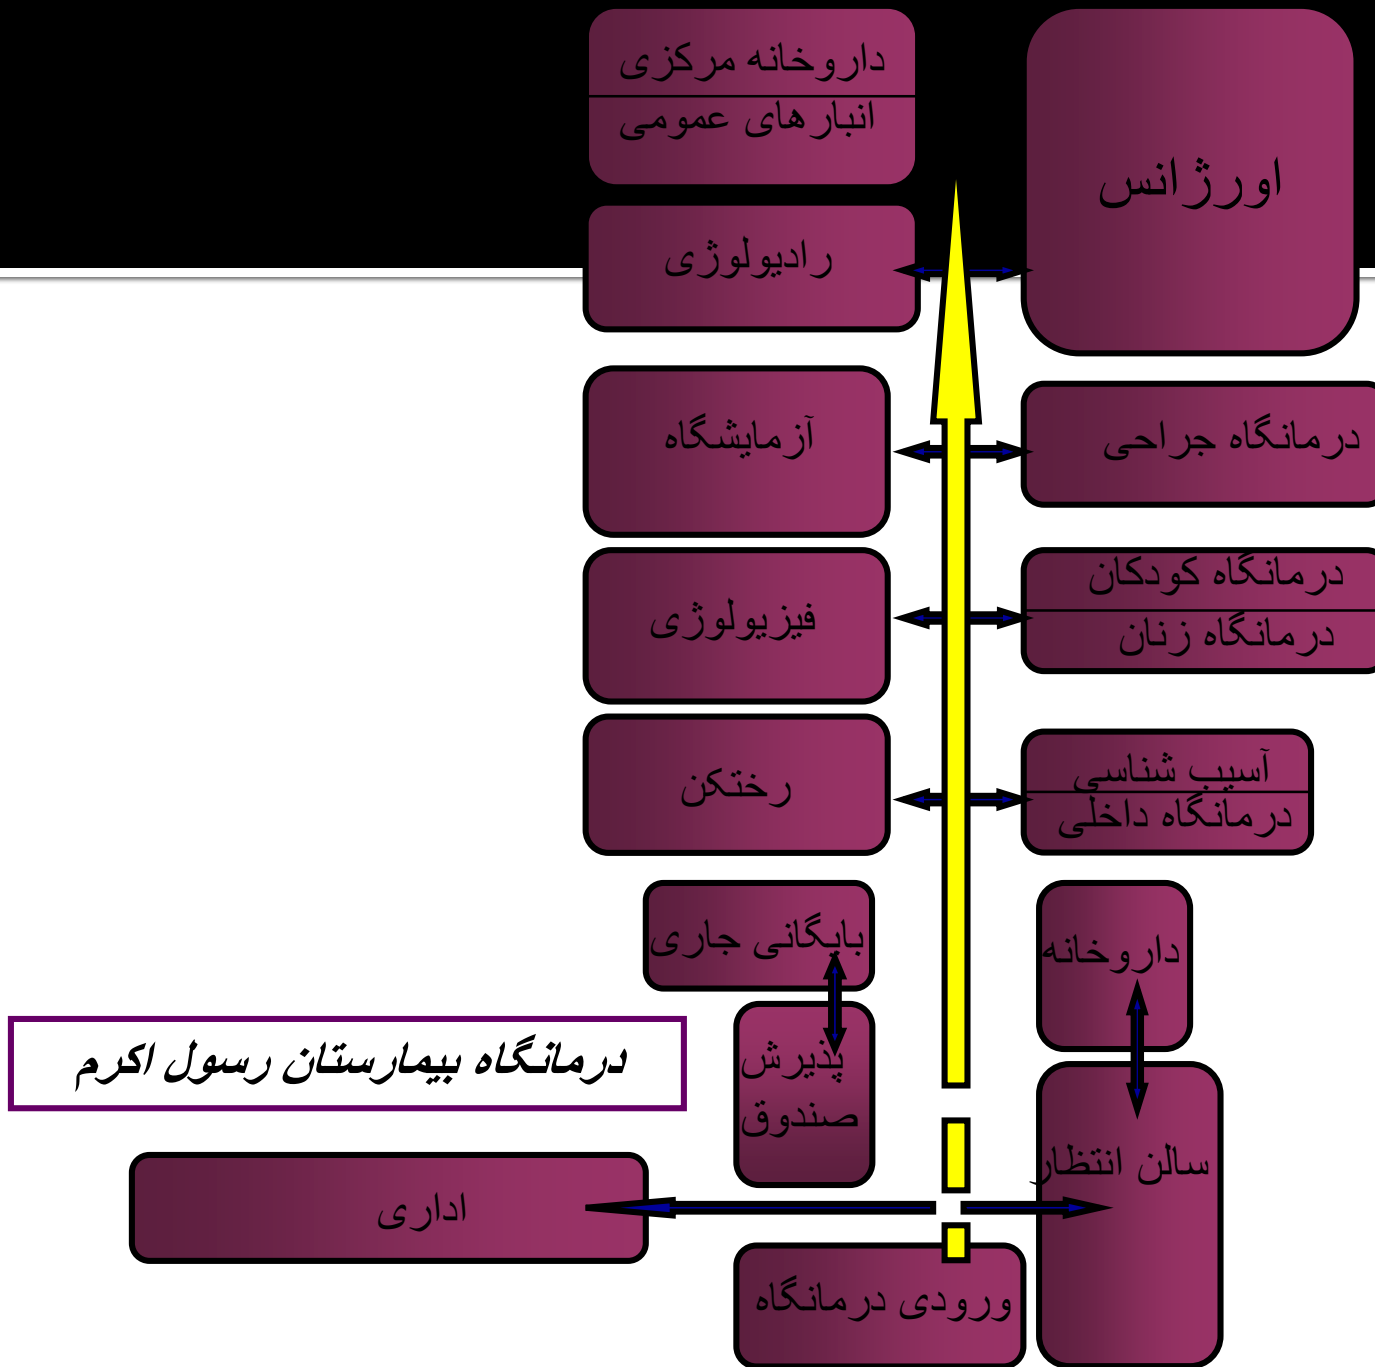 داروخانه مرکزی
انبارهای عمومی
اورژانس
رادیولوژی
آزمایشگاه
درمانگاه جراحی
فیزیولوژی
درمانگاه کودکان
درمانگاه زنان
رختکن
آسیب شناسی
درمانگاه داخلی
بایگانی جاری
داروخانه
پذیرش
صندوق
درمانگاه بیمارستان رسول اکرم
سالن انتظار
اداری
ورودی درمانگاه